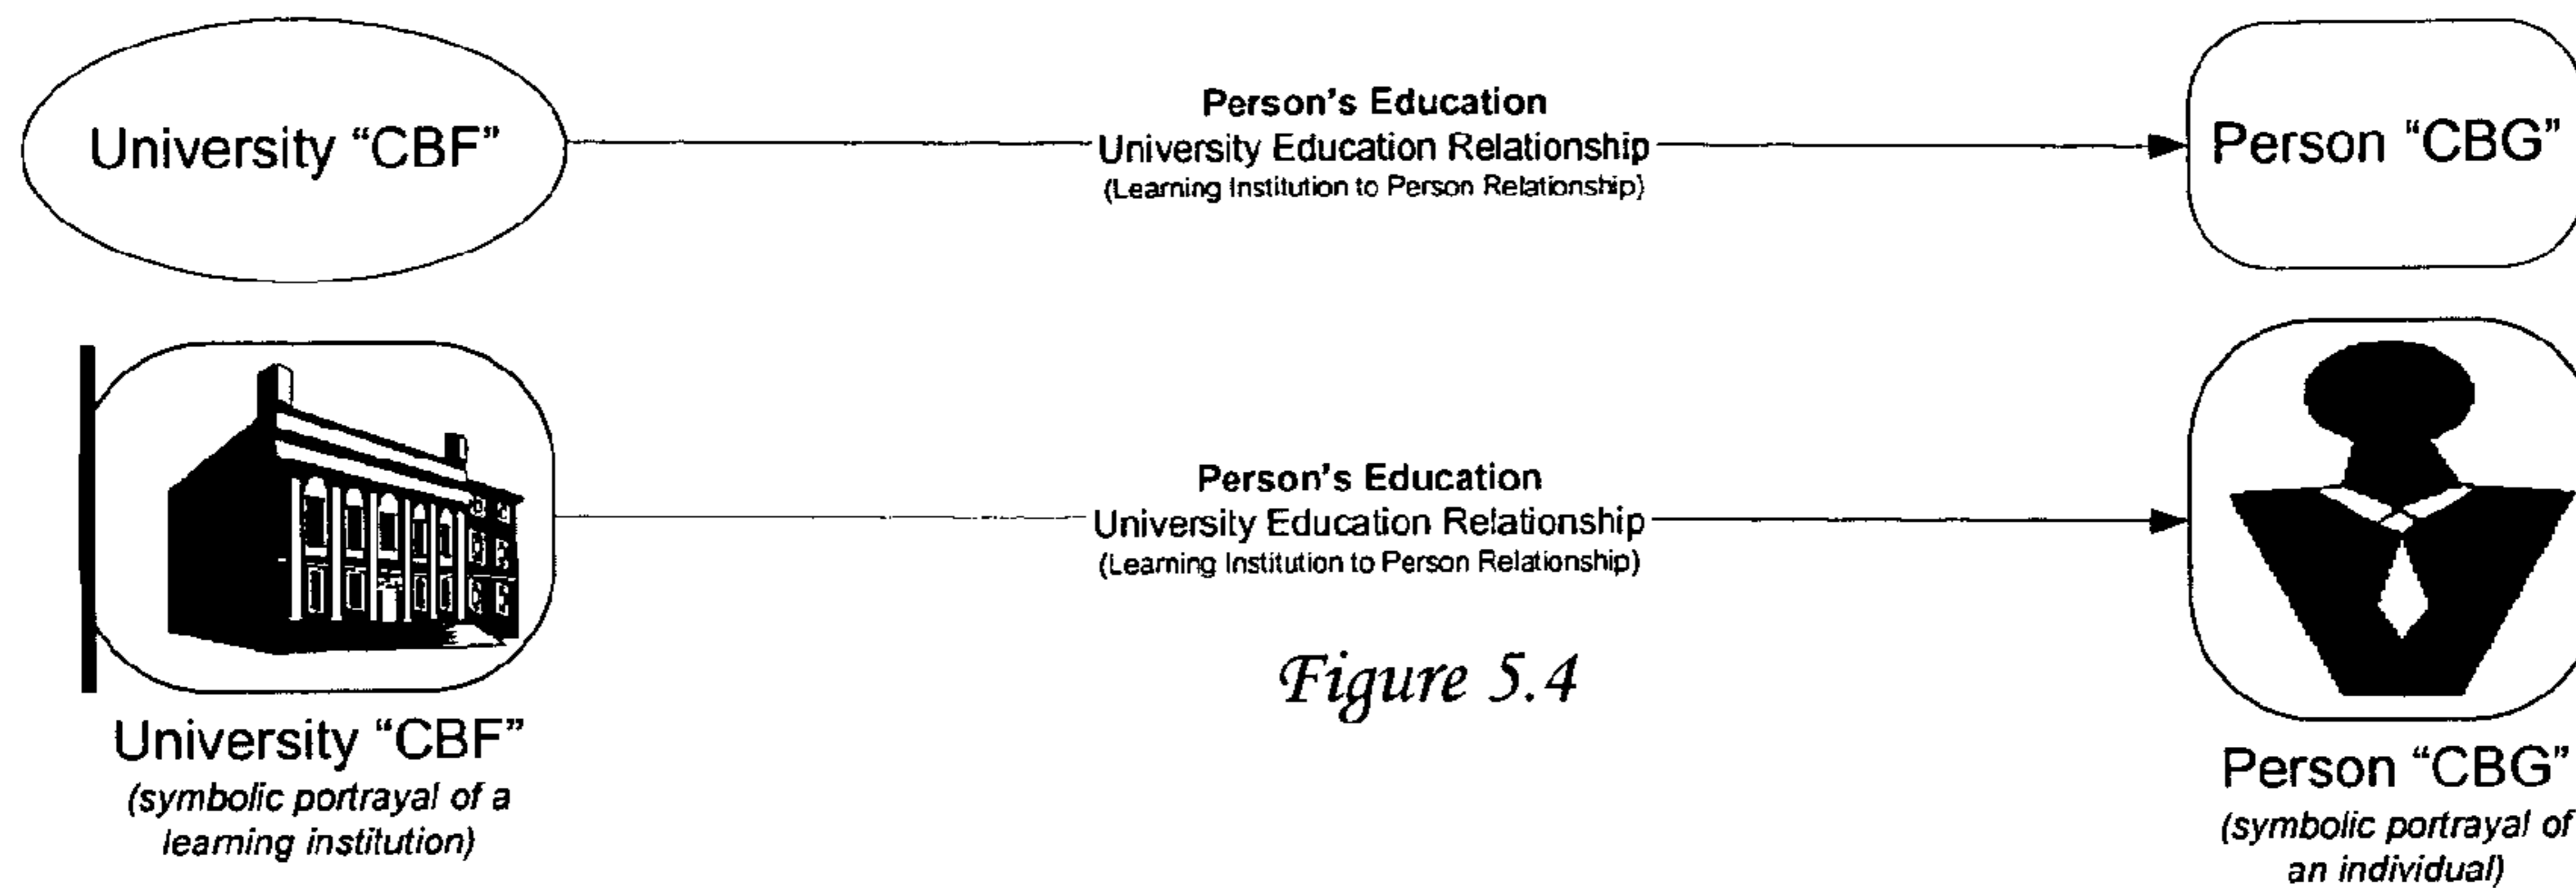 University “CBF”
Person's Education
University Education Relationship
(Learning Institution to Person Relationship)
Person “CBG”
Person's Education
University Education Relationship
(Learning Institution to Person Relationship)
Figure 5.4
University “CBF”
(symbolic portrayal of a
learning institution)
Person “CBG”
(symbolic portrayal of
an individual)